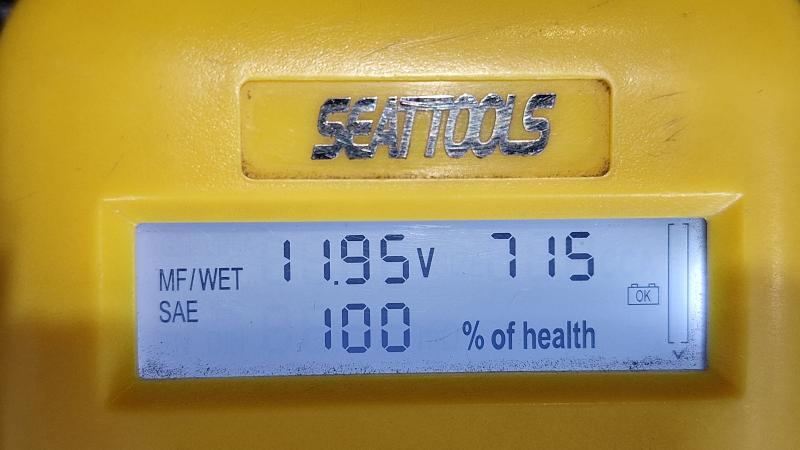 SEATTOOLS
MF/WET 11.95V 715
SAE 100 % of health
OK